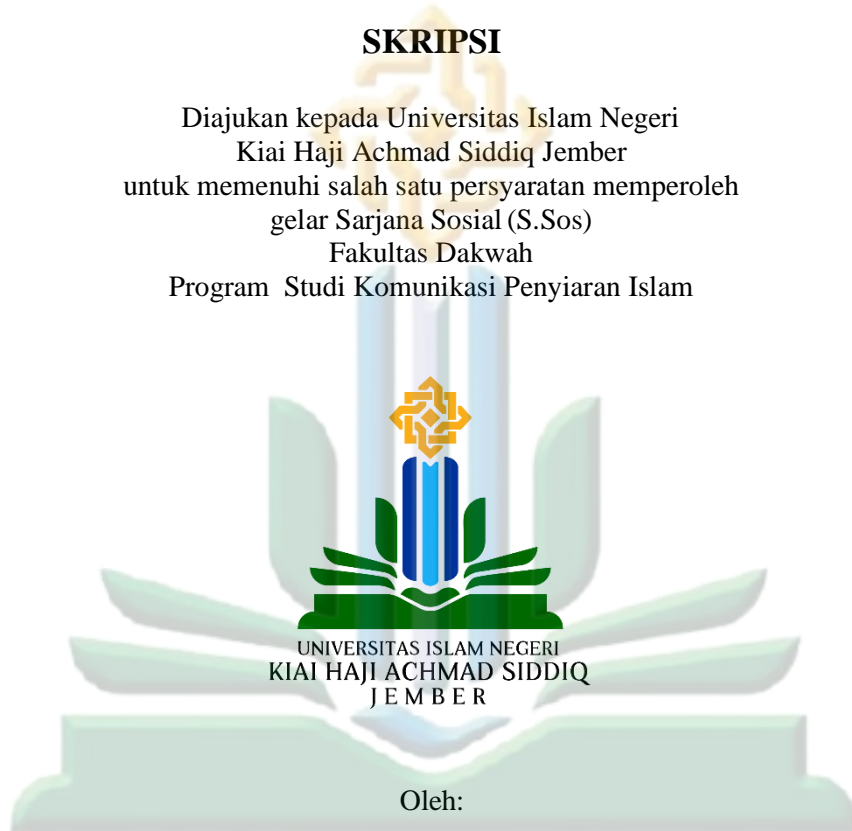 SKRIPSI
Diajukan kepada Universitas Islam Negeri
Kiai Haji Achmad Siddiq Jember
untuk memenuhi salah satu persyaratan memperoleh
gelar Sarjana Sosial (S.Sos)
Fakultas Dakwah
Program Studi Komunikasi Penyiaran Islam
UNIVERSITAS ISLAM NEGERI
KIAI HAJI ACHMAD SIDDIQ
JEMBER
Oleh: